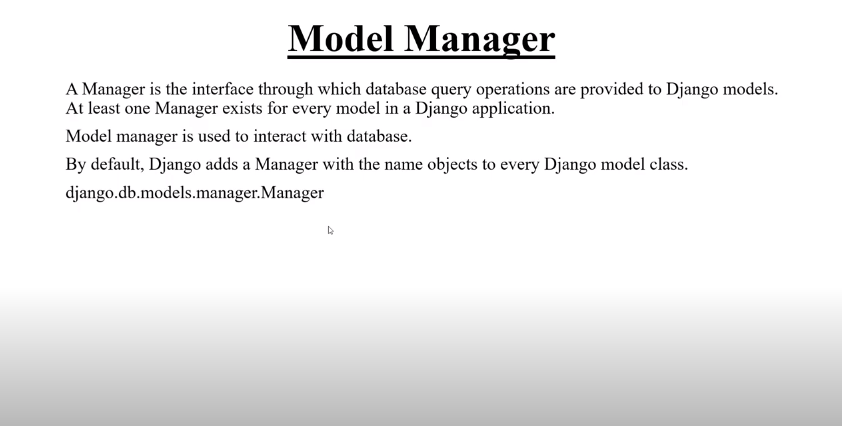 Model Manager
A Manager is the interface through which database query operations are provided to Django models.
At least one Manager exists for every model in a Django application.
Model manager is used to interact with database.
By default, Django adds a Manager with the name objects to every Django model class.
django.db.models.manager.Manager